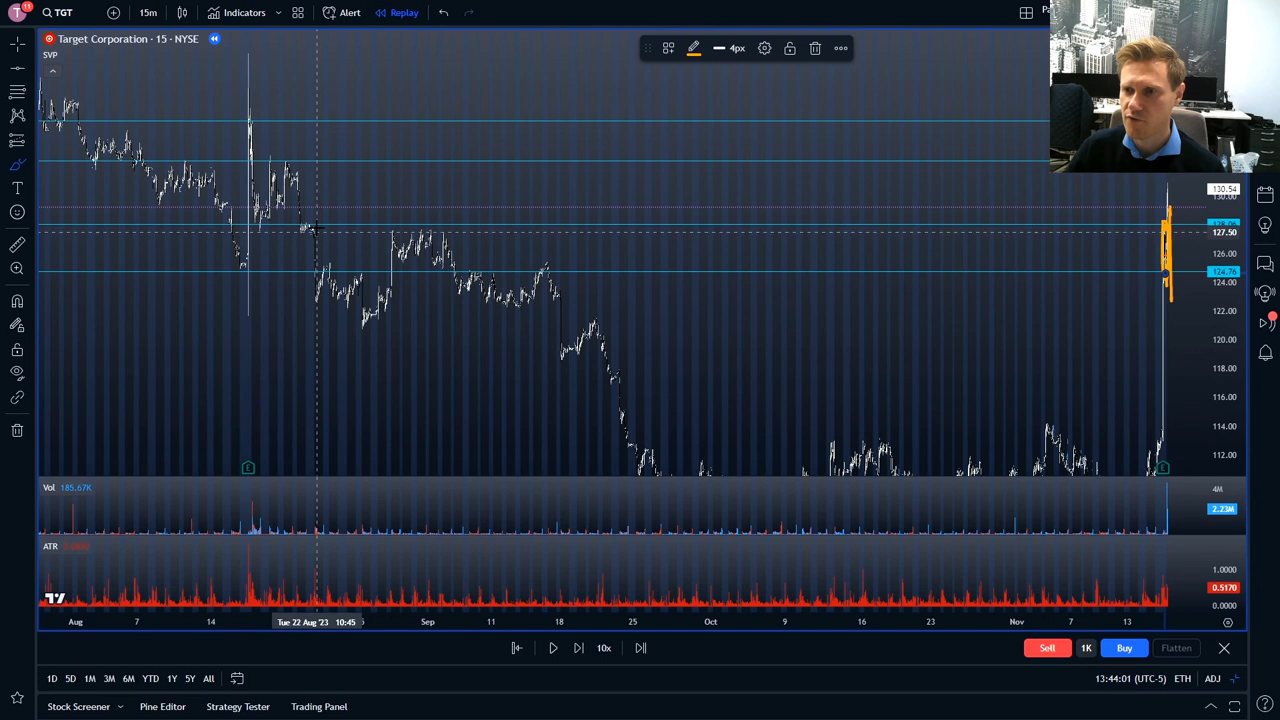 T
11
TGT
15m
Indicators
Alert
Replay
Target Corporation · 15 · NYSE
SVP
4px
130.54
130.00
127.50
126.00
124.76
124.00
122.00
120.00
118.00
116.00
114.00
112.00
E
E
Vol 185.67K
4M
2.23M
ATR
1.0000
0.5170
0.0000
Aug 7 14 Tue 22 Aug '23 10:45 Sep 11 18 25 Oct 9 16 23 Nov 7 13
10x
Sell 1K Buy Flatten
1D 5D 1M 3M 6M YTD 1Y 5Y All
13:44:01 (UTC-5) ETH ADJ
Stock Screener Pine Editor Strategy Tester Trading Panel